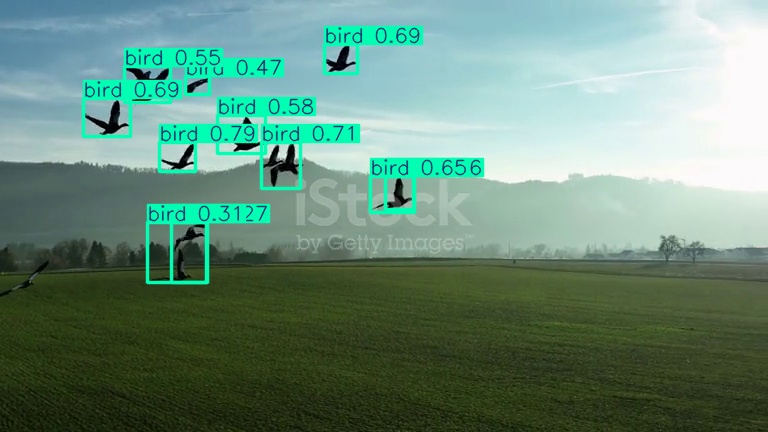 bird 0.69
bird 0.55
bird 0.47
bird 0.69
bird 0.58
bird 0.79
bird 0.71
bird 0.656
iStock
by Getty Images™
bird 0.3127